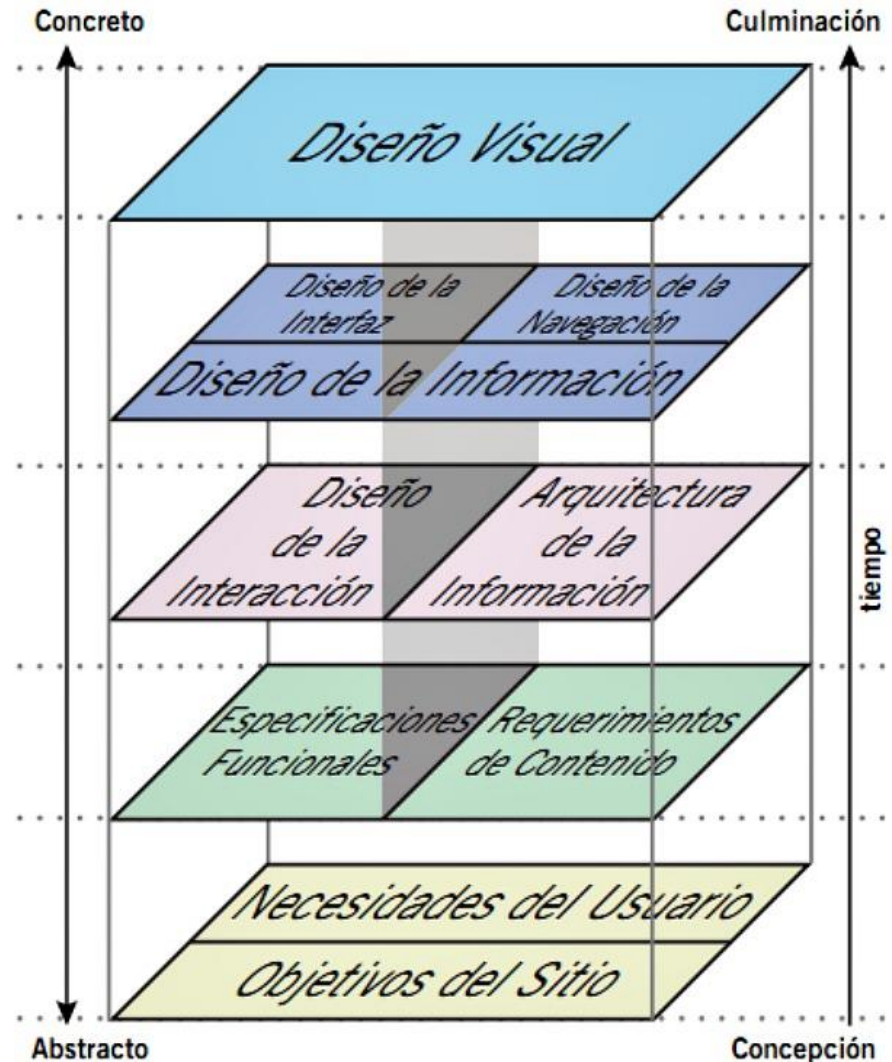 Concreto
Culminación
Diseño Visual
Diseño de la
Interfaz
Diseño de la
Navegación
Diseño de la Información
Diseño
de la
Interacción
Arquitectura
de la
Información
tiempo
Especificaciones
Funcionales
Requerimientos
de Contenido
Necesidades del Usuario
Objetivos del Sitio
Abstracto
Concepción